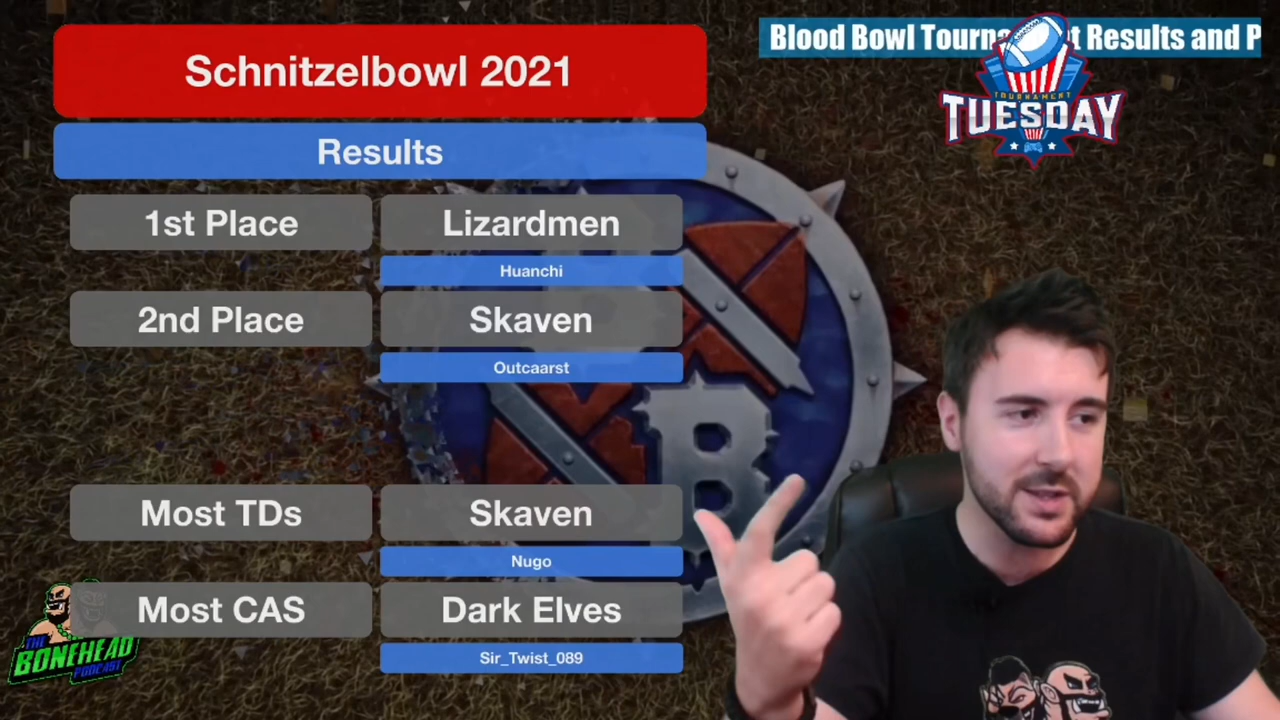 Schnitzelbowl 2021
Results
1st Place
Lizardmen
Huanchi
2nd Place
Skaven
Outcaarst
Most TDs
Skaven
Nugo
Most CAS
Dark Elves
Sir_Twist_089
Blood Bowl Results and P
TOURNAMENT
TUESDAY
THE
BONEHEAD
PODCAST
B